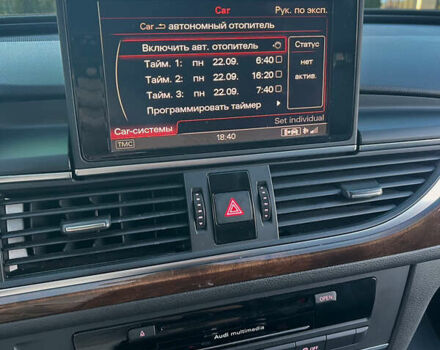 Car
Рук. по эксп.
Car автономный отопитель
Включить авт. отопитель
Статус
Тайм. 1: пн 22.09. 6:40
нет
Тайм. 2: пн 22.09. 16:20
актив.
Тайм. 3: пн 22.09. 7:40
Программировать таймер
Car-системы
Set individual
TMC
18:40
OPEN
Audi multimedia
OFF